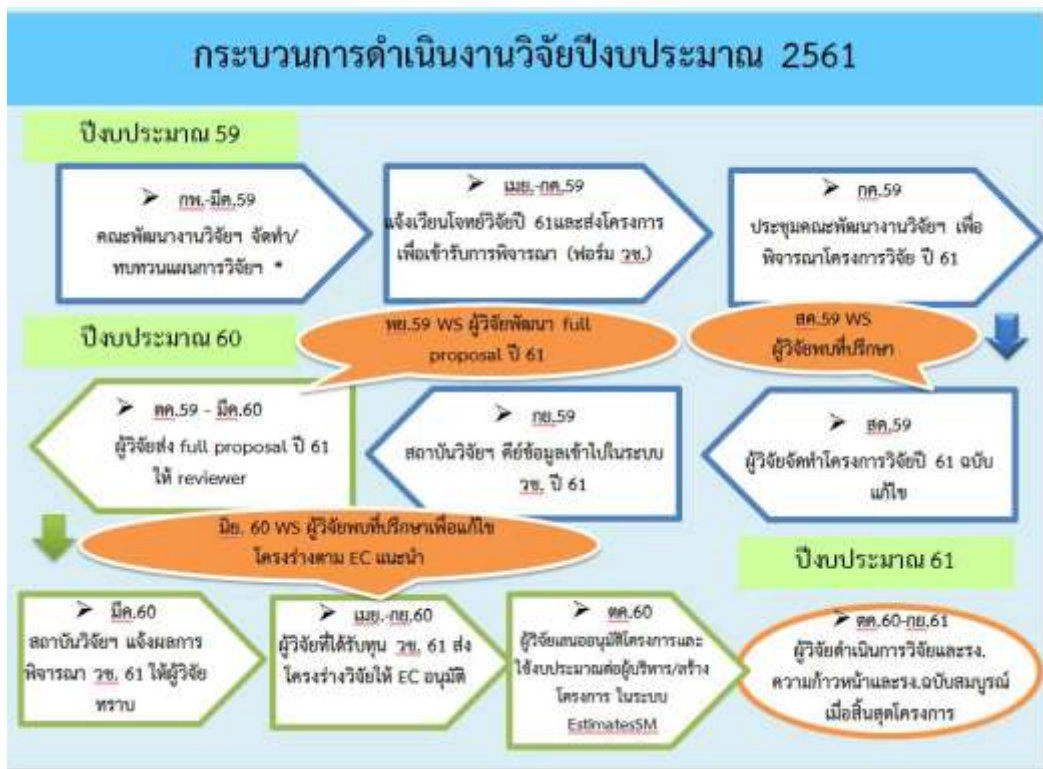 กระบวนการดำเนินงานวิจัยปีงบประมาณ 2561
ปีงบประมาณ 59
➤ กพ.-มีค.59
คณะพัฒนางานวิจัยฯ จัดทำ/
ทบทวนแผนการวิจัยฯ *
➤ เมย.-กค.59
แจ้งเวียนโจทย์วิจัยปี 61และส่งโครงการ
เพื่อเข้ารับการพิจารณา (ฟอร์ม วช.)
➤ กค.59
ประชุมคณะพัฒนางานวิจัยฯ เพื่อ
พิจารณาโครงการวิจัย ปี 61
ปีงบประมาณ 60
พย.59 WS ผู้วิจัยพัฒนา full
proposal ปี 61
สค.59 WS
ผู้วิจัยพบที่ปรึกษา
➤ ตค.59 – มีค.60
ผู้วิจัยส่ง full proposal ปี 61
ให้ reviewer
➤ กย.59
สถาบันวิจัยฯ คีย์ข้อมูลเข้าไปในระบบ
วช. ปี 61
➤ สค.59
ผู้วิจัยจัดทำโครงการวิจัยปี 61 ฉบับ
แก้ไข
มิย. 60 WS ผู้วิจัยพบที่ปรึกษาเพื่อแก้ไข
โครงร่างตาม EC แนะนำ
ปีงบประมาณ 61
➤ มีค.60
สถาบันวิจัยฯ แจ้งผลการ
พิจารณา วช. 61 ให้ผู้วิจัย
ทราบ
➤ เมย.-กย.60
ผู้วิจัยที่ได้รับทุน วช. 61 ส่ง
โครงร่างวิจัยให้ EC อนุมัติ
➤ ตค.60
ผู้วิจัยเสนออนุมัติโครงการและ
ใช้งบประมาณต่อผู้บริหาร/สร้าง
โครงการ ในระบบ
EstimatesSM
➤ ตค.60-กย.61
ผู้วิจัยดำเนินการวิจัยและรง.
ความก้าวหน้าและรง.ฉบับสมบูรณ์
เมื่อสิ้นสุดโครงการ